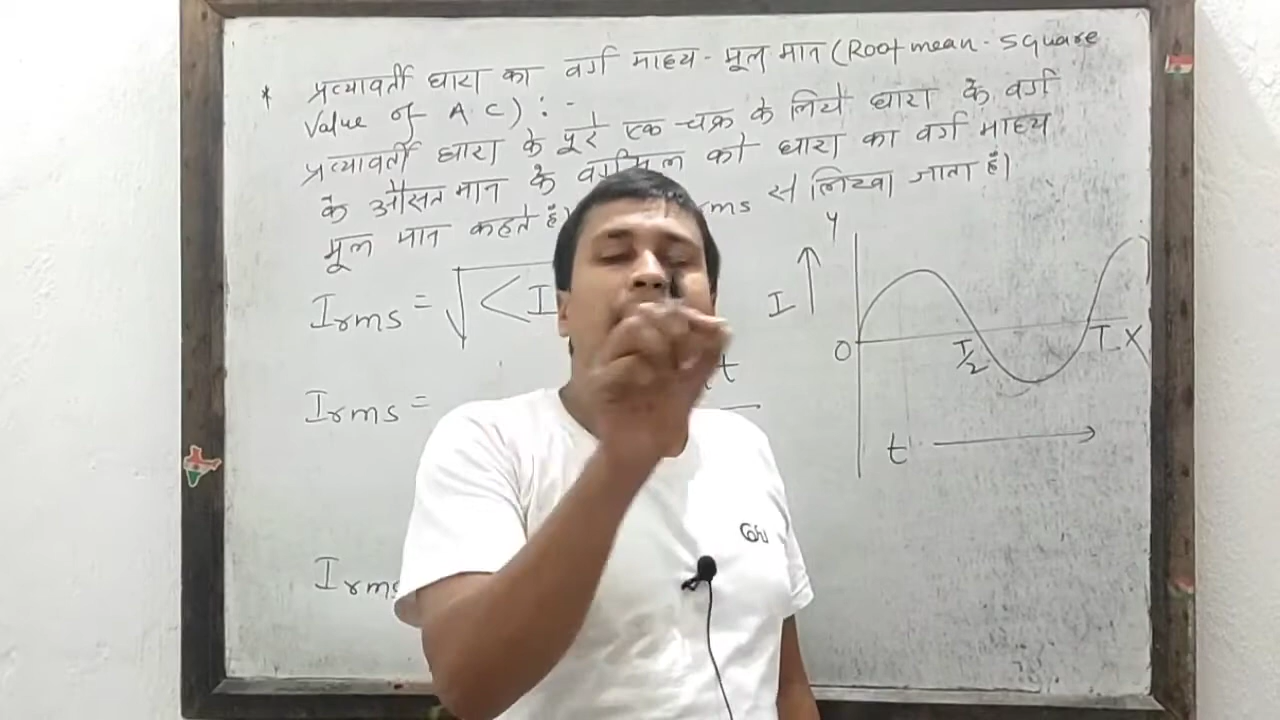 * प्रत्यावर्ती धारा का वर्ग माध्य - मूल मान (Root mean - square
Value of A C) : -
प्रत्यावर्ती धारा के पूरे एक चक्र के लिये धारा के वर्ग
के औसत मान के वर्गमूल को धारा का वर्ग माध्य
मूल मान कहते हैं। rms से लिखा जाता है।
Irms = √<I
Irms =
Irms
y
I
0
T/2
T
X
t